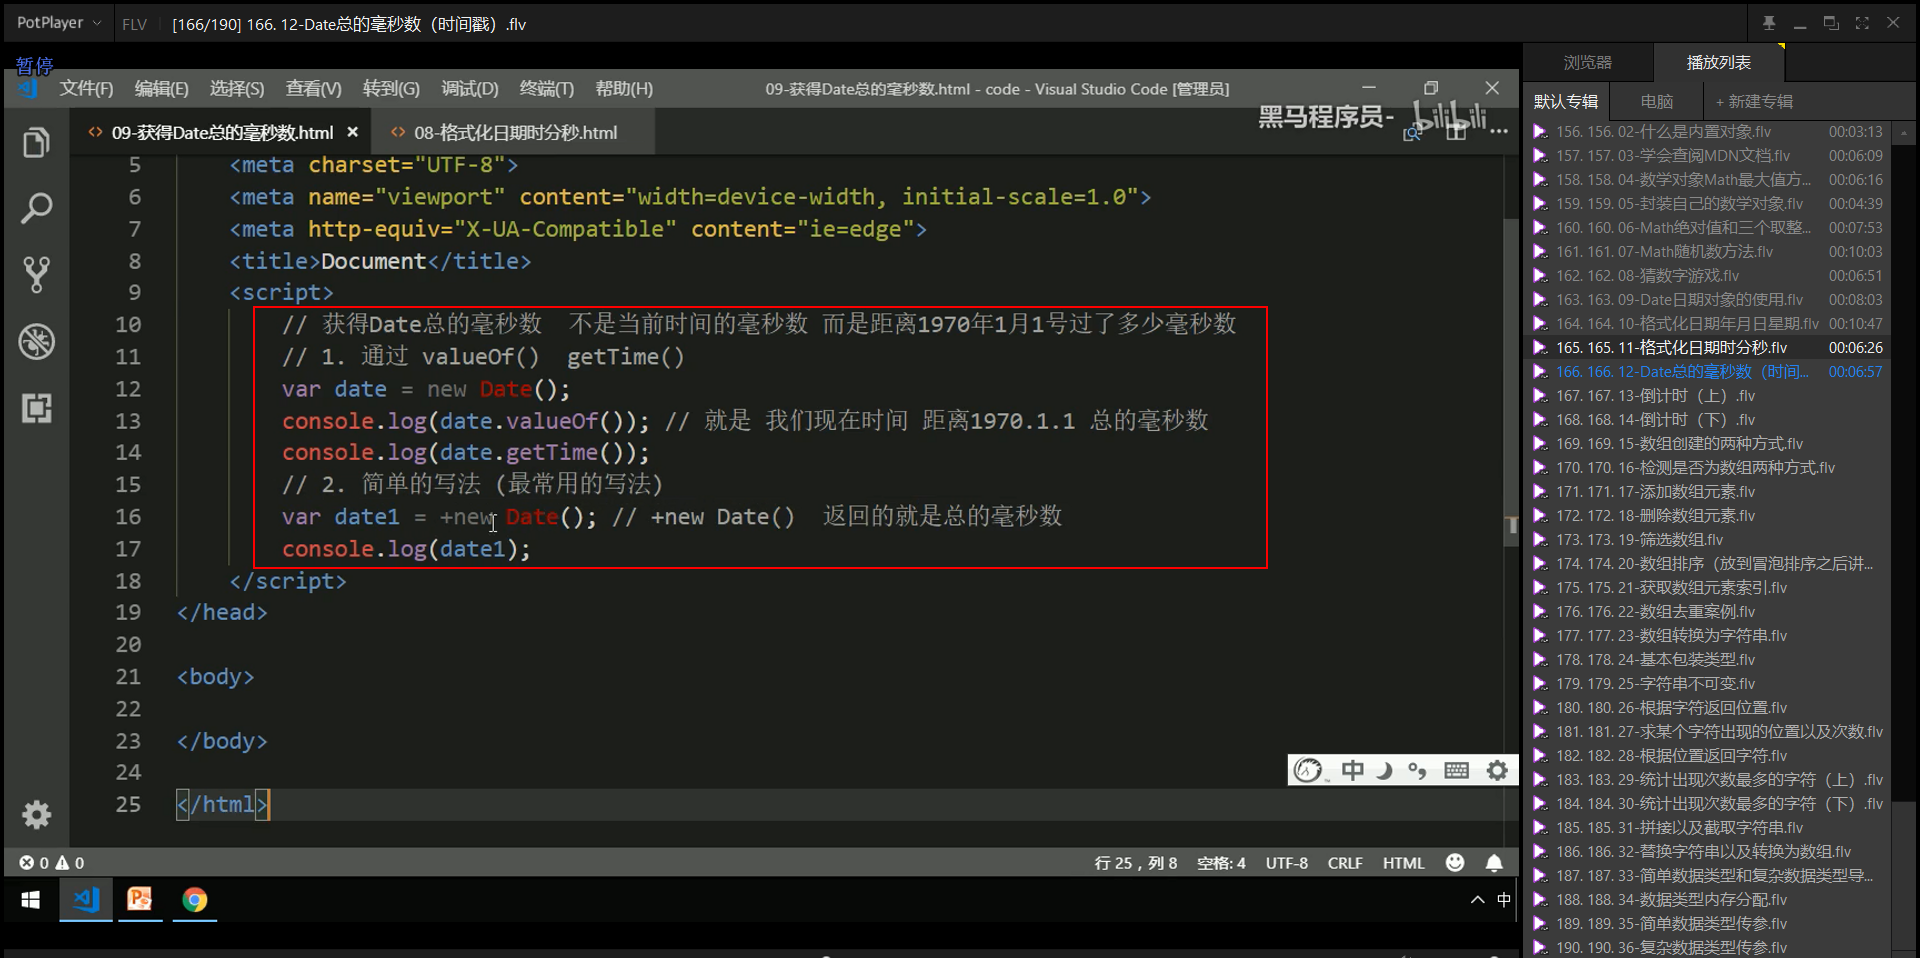 PotPlayer
FLV
[166/190] 166. 12-Date总的毫秒数（时间戳）.flv
暂停
文件(F) 编辑(E) 选择(S) 查看(V) 转到(G) 调试(D) 终端(T) 帮助(H)
09-获得Date总的毫秒数.html - code - Visual Studio Code [管理员]
黑马程序员-
bilibili
09-获得Date总的毫秒数.html
08-格式化日期时分秒.html
5 <meta charset="UTF-8">
6 <meta name="viewport" content="width=device-width, initial-scale=1.0">
7 <meta http-equiv="X-UA-Compatible" content="ie=edge">
8 <title>Document</title>
9 <script>
10 // 获得Date总的毫秒数  不是当前时间的毫秒数 而是距离1970年1月1号过了多少毫秒数
11 // 1. 通过 valueOf()  getTime()
12 var date = new Date();
13 console.log(date.valueOf()); // 就是 我们现在时间 距离1970.1.1 总的毫秒数
14 console.log(date.getTime());
15 // 2. 简单的写法 (最常用的写法)
16 var date1 = +new Date(); // +new Date()  返回的就是总的毫秒数
17 console.log(date1);
18 </script>
19 </head>
20
21 <body>
22
23 </body>
24
25 </html>
中
0 0
行 25，列 8 空格: 4 UTF-8 CRLF HTML
中
浏览器 播放列表
默认专辑 电脑 + 新建专辑
156. 156. 02-什么是内置对象.flv 00:03:13
157. 157. 03-学会查阅MDN文档.flv 00:06:09
158. 158. 04-数学对象Math最大值方... 00:06:16
159. 159. 05-封装自己的数学对象.flv 00:04:39
160. 160. 06-Math绝对值和三个取整... 00:07:53
161. 161. 07-Math随机数方法.flv 00:10:03
162. 162. 08-猜数字游戏.flv 00:06:51
163. 163. 09-Date日期对象的使用.flv 00:08:03
164. 164. 10-格式化日期年月日星期.flv 00:10:47
165. 165. 11-格式化日期时分秒.flv 00:06:26
166. 166. 12-Date总的毫秒数（时间... 00:06:57
167. 167. 13-倒计时（上）.flv
168. 168. 14-倒计时（下）.flv
169. 169. 15-数组创建的两种方式.flv
170. 170. 16-检测是否为数组两种方式.flv
171. 171. 17-添加数组元素.flv
172. 172. 18-删除数组元素.flv
173. 173. 19-筛选数组.flv
174. 174. 20-数组排序（放到冒泡排序之后讲...
175. 175. 21-获取数组元素索引.flv
176. 176. 22-数组去重案例.flv
177. 177. 23-数组转换为字符串.flv
178. 178. 24-基本包装类型.flv
179. 179. 25-字符串不可变.flv
180. 180. 26-根据字符返回位置.flv
181. 181. 27-求某个字符出现的位置以及次数.flv
182. 182. 28-根据位置返回字符.flv
183. 183. 29-统计出现次数最多的字符（上）.flv
184. 184. 30-统计出现次数最多的字符（下）.flv
185. 185. 31-拼接以及截取字符串.flv
186. 186. 32-替换字符串以及转换为数组.flv
187. 187. 33-简单数据类型和复杂数据类型导...
188. 188. 34-数据类型内存分配.flv
189. 189. 35-简单数据类型传参.flv
190. 190. 36-复杂数据类型传参.flv